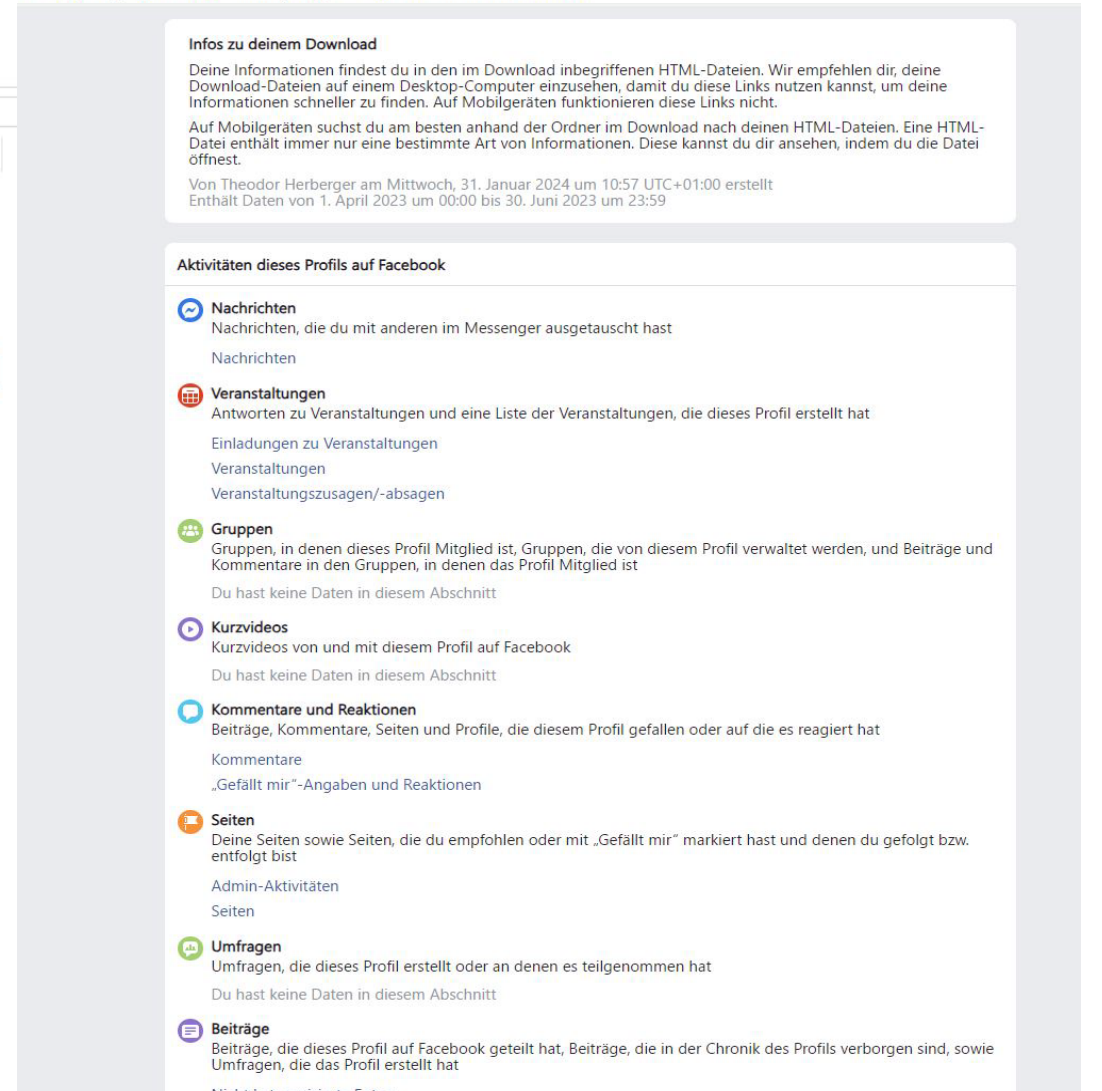 Infos zu deinem Download
Deine Informationen findest du in den im Download inbegriffenen HTML-Dateien. Wir empfehlen dir, deine
Download-Dateien auf einem Desktop-Computer einzusehen, damit du diese Links nutzen kannst, um deine
Informationen schneller zu finden. Auf Mobilgeräten funktionieren diese Links nicht.
Auf Mobilgeräten suchst du am besten anhand der Ordner im Download nach deinen HTML-Dateien. Eine HTML-
Datei enthält immer nur eine bestimmte Art von Informationen. Diese kannst du dir ansehen, indem du die Datei
öffnest.
Von Theodor Herberger am Mittwoch, 31. Januar 2024 um 10:57 UTC+01:00 erstellt
Enthält Daten von 1. April 2023 um 00:00 bis 30. Juni 2023 um 23:59
Aktivitäten dieses Profils auf Facebook
Nachrichten
Nachrichten, die du mit anderen im Messenger ausgetauscht hast
Nachrichten
Veranstaltungen
Antworten zu Veranstaltungen und eine Liste der Veranstaltungen, die dieses Profil erstellt hat
Einladungen zu Veranstaltungen
Veranstaltungen
Veranstaltungszusagen/-absagen
Gruppen
Gruppen, in denen dieses Profil Mitglied ist, Gruppen, die von diesem Profil verwaltet werden, und Beiträge und
Kommentare in den Gruppen, in denen das Profil Mitglied ist
Du hast keine Daten in diesem Abschnitt
Kurzvideos
Kurzvideos von und mit diesem Profil auf Facebook
Du hast keine Daten in diesem Abschnitt
Kommentare und Reaktionen
Beiträge, Kommentare, Seiten und Profile, die diesem Profil gefallen oder auf die es reagiert hat
Kommentare
„Gefällt mir“-Angaben und Reaktionen
Seiten
Deine Seiten sowie Seiten, die du empfohlen oder mit „Gefällt mir“ markiert hast und denen du gefolgt bzw.
entfolgt bist
Admin-Aktivitäten
Seiten
Umfragen
Umfragen, die dieses Profil erstellt oder an denen es teilgenommen hat
Du hast keine Daten in diesem Abschnitt
Beiträge
Beiträge, die dieses Profil auf Facebook geteilt hat, Beiträge, die in der Chronik des Profils verborgen sind, sowie
Umfragen, die das Profil erstellt hat